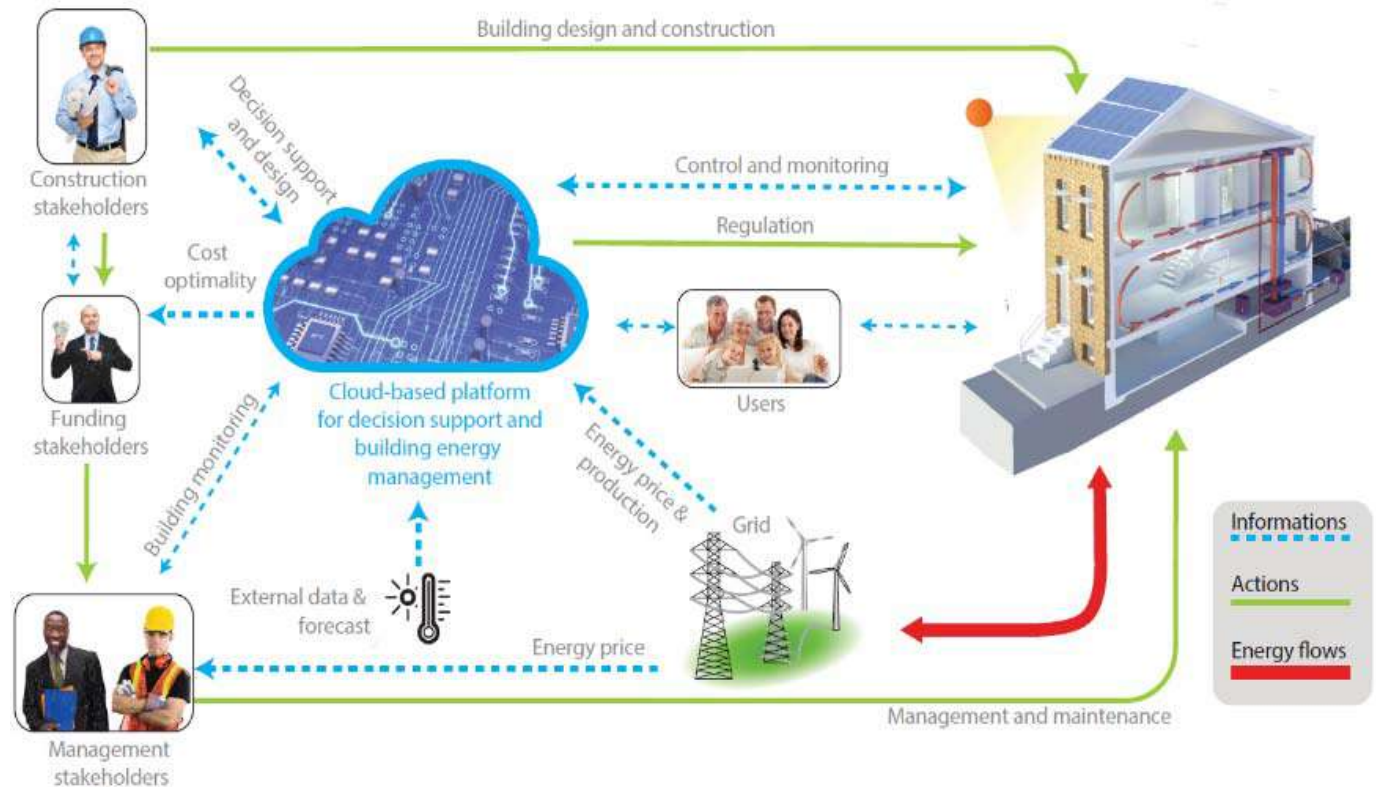 Building design and construction
Decision support
and design
Construction
stakeholders
Control and monitoring
Regulation
Cost
optimality
Funding
stakeholders
Cloud-based platform
for decision support and
building energy
management
Users
Building monitoring
Energy price &
production
Grid
External data &
forecast
Energy price
Management and maintenance
Management
stakeholders
Informations
Actions
Energy flows